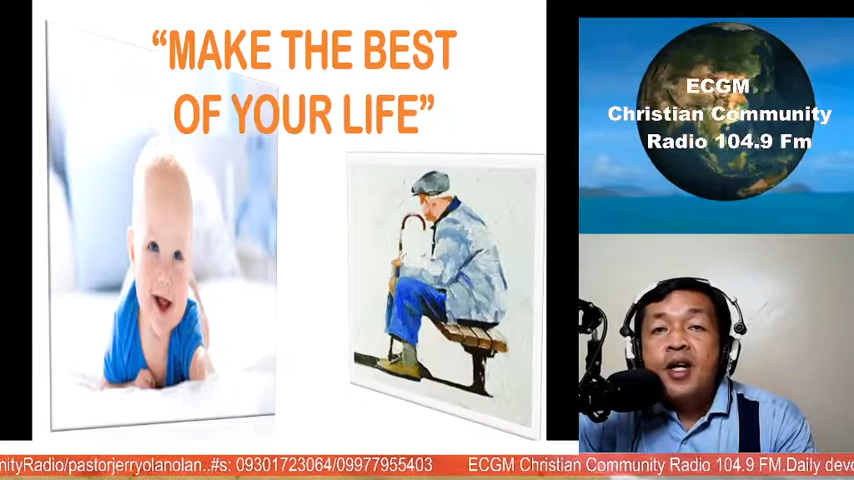 “MAKE THE BEST
OF YOUR LIFE”
ECGM
Christian Community
Radio 104.9 Fm
nityRadio/pastorjerryolanolan..#s: 09301723064/09977955403 ECGM Christian Community Radio 104.9 FM.Daily deve